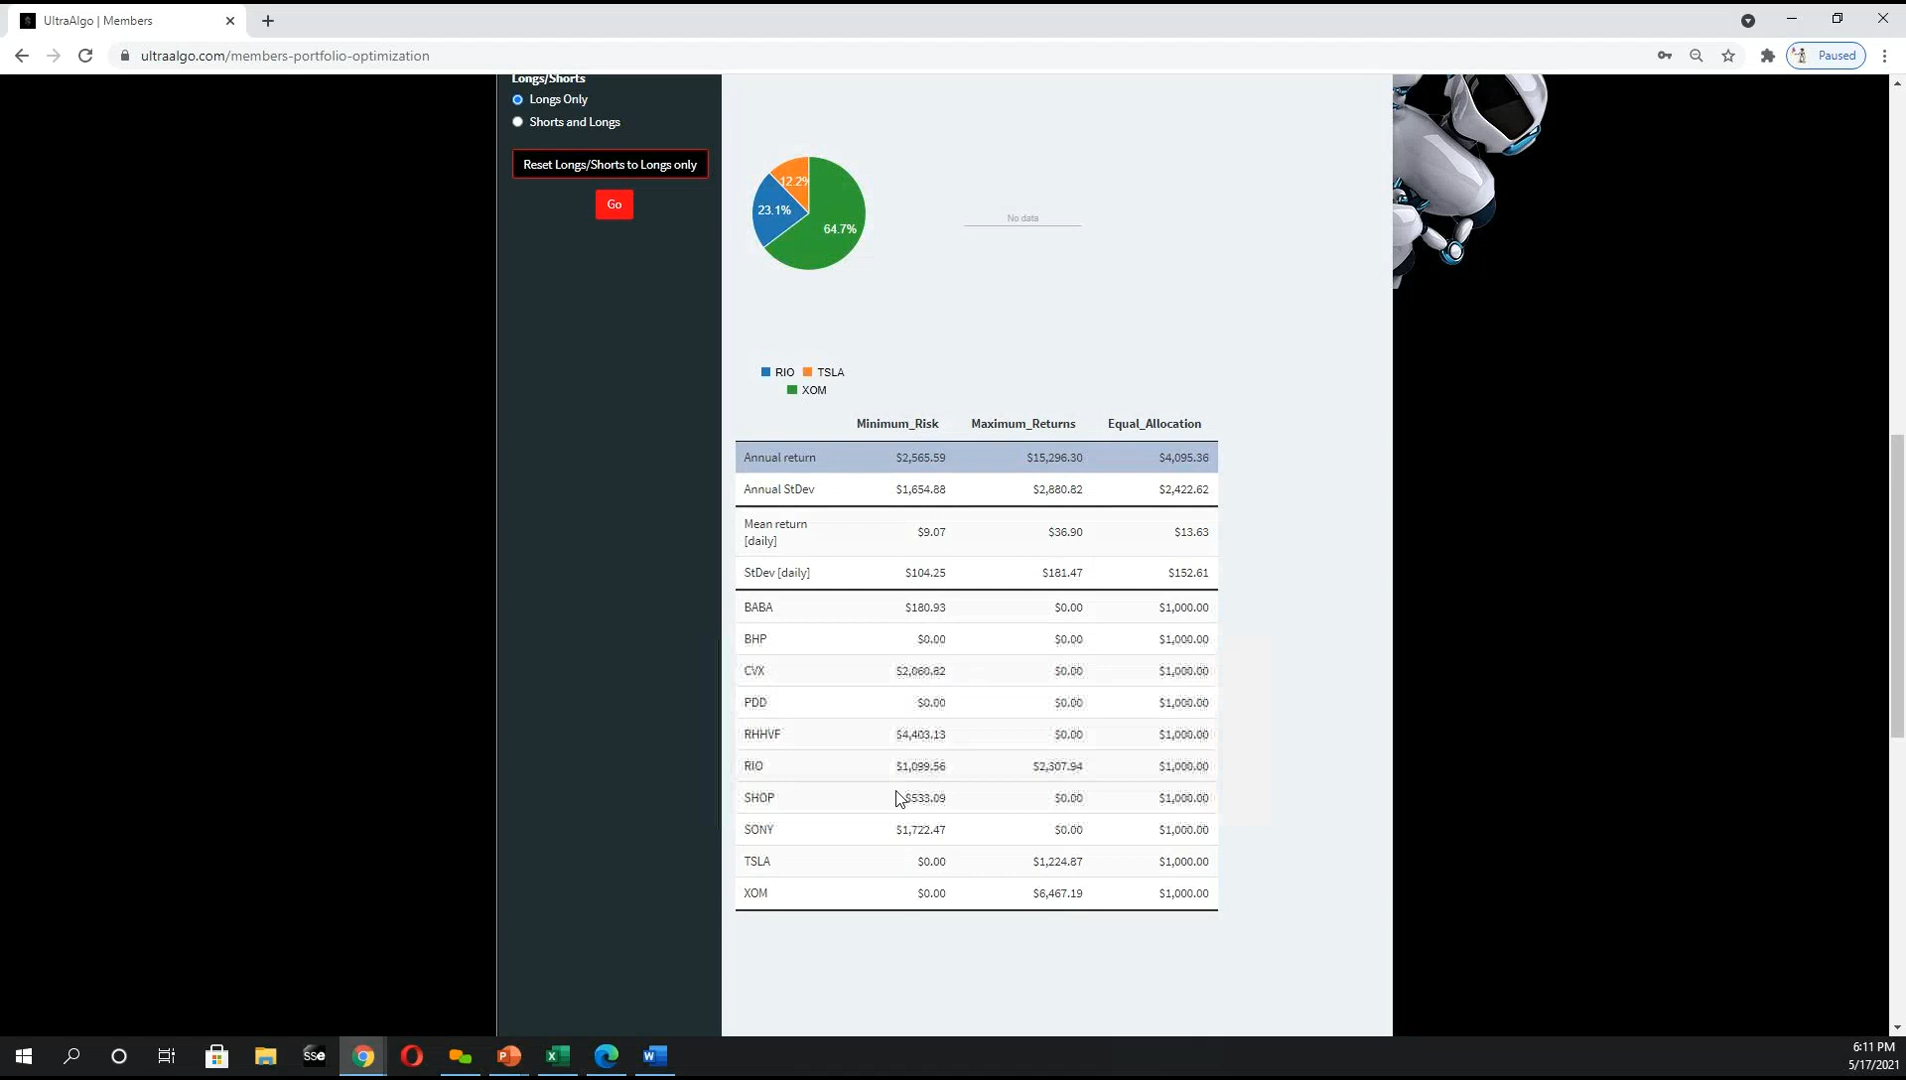 UltraAlgo | Members
ultraalgo.com/members-portfolio-optimization
Paused
Longs/Shorts
Longs Only
Shorts and Longs
Reset Longs/Shorts to Longs only
Go
12.2%
23.1%
64.7%
No data
RIO TSLA
XOM
Minimum_Risk Maximum_Returns Equal_Allocation
Annual return $2,565.59 $15,296.30 $4,095.36
Annual StDev $1,654.88 $2,880.82 $2,422.62
Mean return
[daily] $9.07 $36.90 $13.63
StDev [daily] $104.25 $181.47 $152.61
BABA $180.93 $0.00 $1,000.00
BHP $0.00 $0.00 $1,000.00
CVX $2,060.82 $0.00 $1,000.00
PDD $0.00 $0.00 $1,000.00
RHHVF $4,403.13 $0.00 $1,000.00
RIO $1,099.56 $2,307.94 $1,000.00
SHOP $533.09 $0.00 $1,000.00
SONY $1,722.47 $0.00 $1,000.00
TSLA $0.00 $1,224.87 $1,000.00
XOM $0.00 $6,467.19 $1,000.00
sse
6:11 PM
5/17/2021